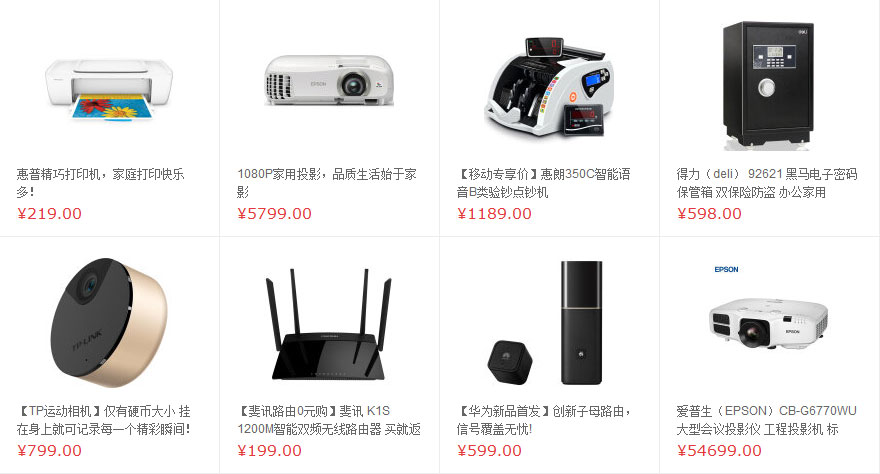 EPSON
deli
惠普精巧打印机，家庭打印快乐
多！
¥219.00
1080P家用投影，品质生活始于家
影
¥5799.00
【移动专享价】惠朗350C智能语
音B类验钞点钞机
¥1189.00
得力（deli） 92621 黑马电子密码
保管箱 双保险防盗 办公家用
¥598.00
TP-LINK
EPSON
EPSON
【TP运动相机】仅有硬币大小 挂
在身上就可记录每一个精彩瞬间！
¥799.00
【斐讯路由0元购】斐讯 K1S
1200M智能双频无线路由器 买就返
¥199.00
【华为新品首发】创新子母路由，
信号覆盖无忧!
¥599.00
爱普生（EPSON）CB-G6770WU
大型会议投影仪 工程投影机 标
¥54699.00